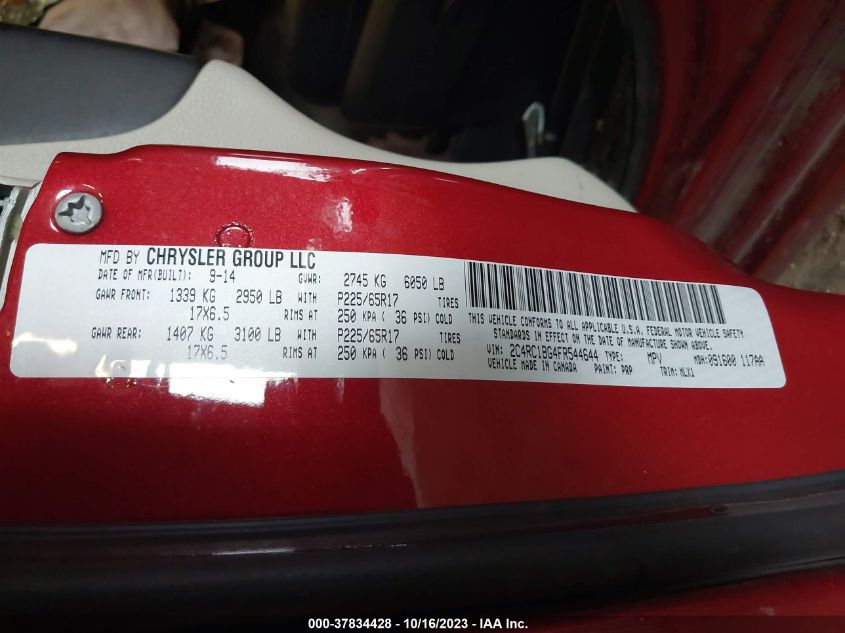 MFD BY CHRYSLER GROUP LLC
DATE OF MFR(BUILT): 9-14 GVWR: 2745 KG 6050 LB
GAWR FRONT: 1339 KG 2950 LB WITH P225/65R17 TIRES
17X6.5 RIMS AT 250 KPA ( 36 PSI) COLD
GAWR REAR: 1407 KG 3100 LB WITH P225/65R17 TIRES
17X6.5 RIMS AT 250 KPA ( 36 PSI) COLD
THIS VEHICLE CONFORMS TO ALL APPLICABLE U.S.A. FEDERAL MOTOR VEHICLE SAFETY
STANDARDS IN EFFECT ON THE DATE OF MANUFACTURE SHOWN ABOVE.
VIN: 2C4RC1BG4FR544644 TYPE: MPV MDH: 091600 117AA
VEHICLE MADE IN CANADA PAINT: PRP TRIM: MLX1
000-37834428 - 10/16/2023 - IAA Inc.